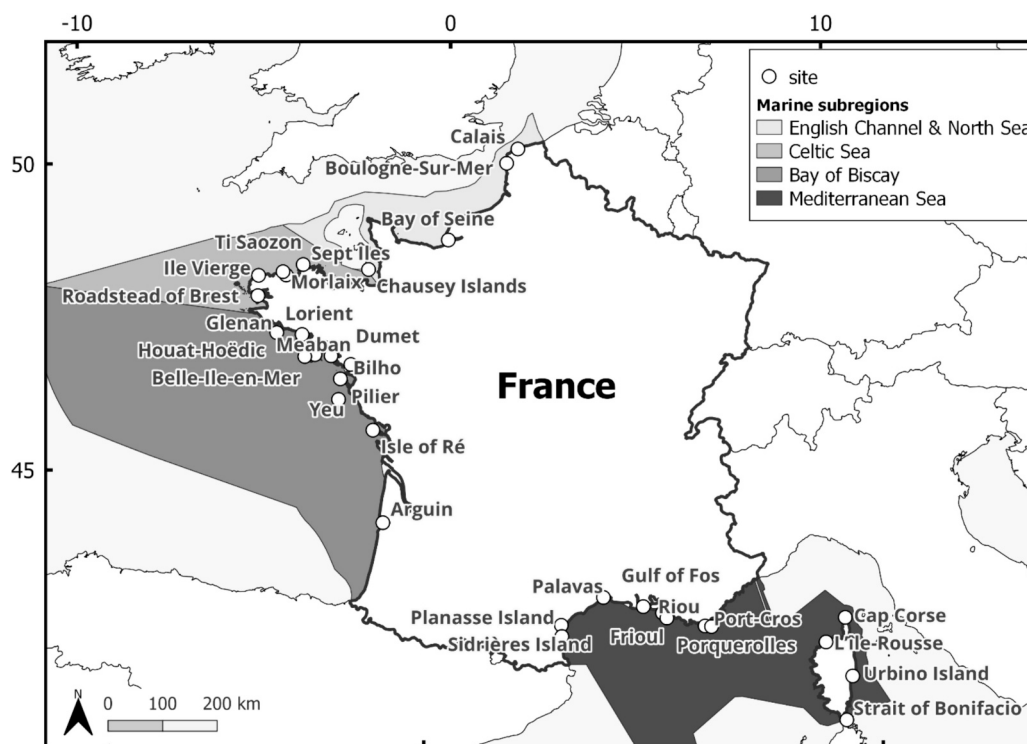 -10
0
10
site
Marine subregions
English Channel & North Sea
Celtic Sea
Bay of Biscay
Mediterranean Sea
50
Calais
Boulogne-Sur-Mer
Bay of Seine
Ti Saozon
Sept Iles
Ile Vierge
Morlaix
Chausey Islands
Roadstead of Brest
Glenan
Lorient
Meaban
Dumet
Houat-Hoëdic
Bilho
Belle-Ile-en-Mer
Pilier
Yeu
France
Isle of Ré
45
Arguin
Gulf of Fos
Palavas
Riou
Planasse Island
Port-Cros
Cap Corse
Sidrières Island
Frioul
Porquerolles
L'île-Rousse
Urbino Island
N
0 100 200 km
Strait of Bonifacio